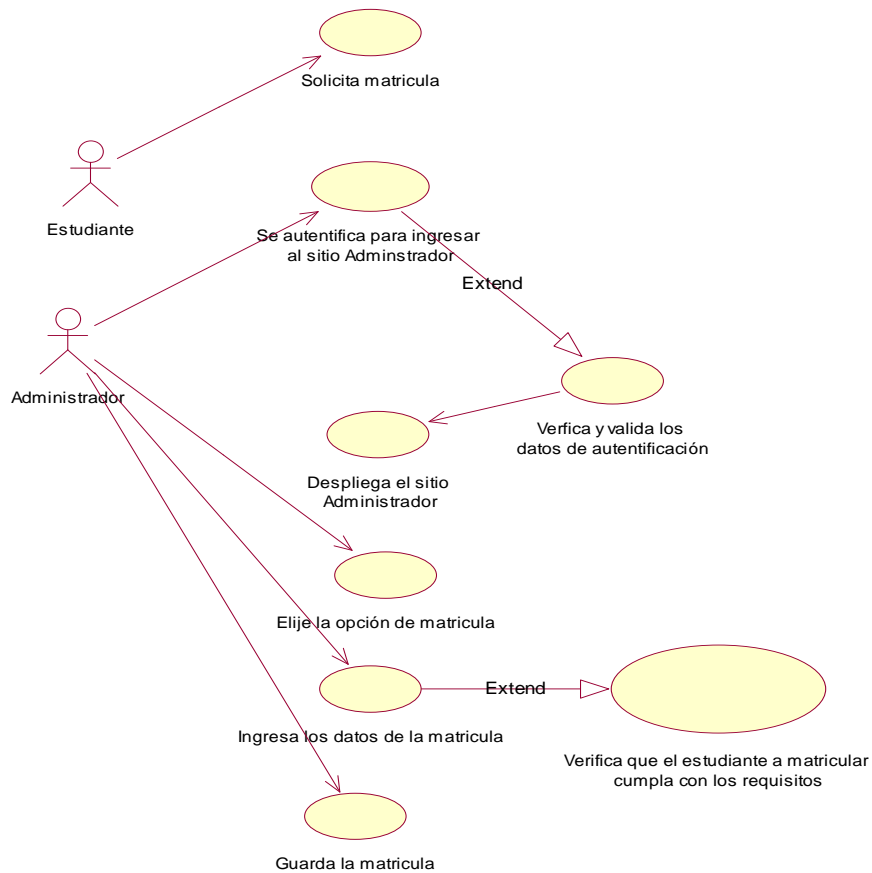 Solicita matricula
Estudiante
Se autentifica para ingresar
al sitio Adminstrador
Extend
Administrador
Verfica y valida los
datos de autentificación
Despliega el sitio
Administrador
Elije la opción de matricula
Extend
Ingresa los datos de la matricula
Verifica que el estudiante a matricular
cumpla con los requisitos
Guarda la matricula